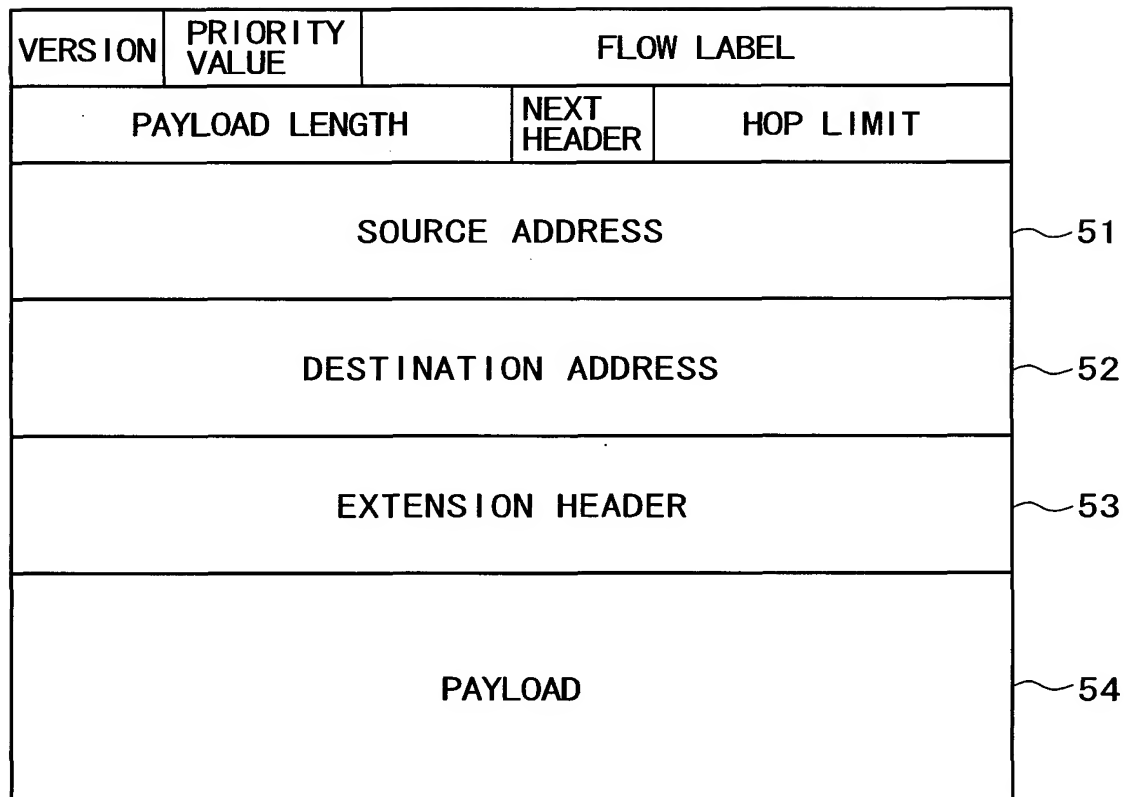 VERSION PRIORITY VALUE FLOW LABEL
PAYLOAD LENGTH NEXT HEADER HOP LIMIT
SOURCE ADDRESS 51
DESTINATION ADDRESS 52
EXTENSION HEADER 53
PAYLOAD 54